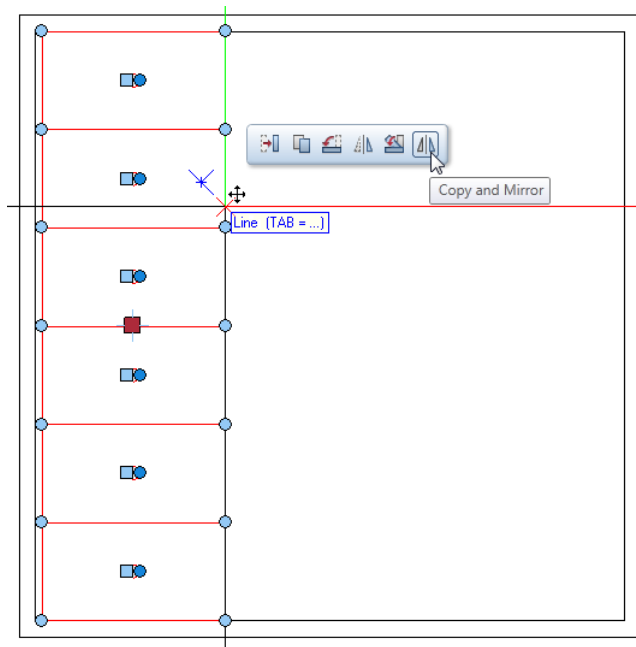 Copy and Mirror
Line (TAB = ...)